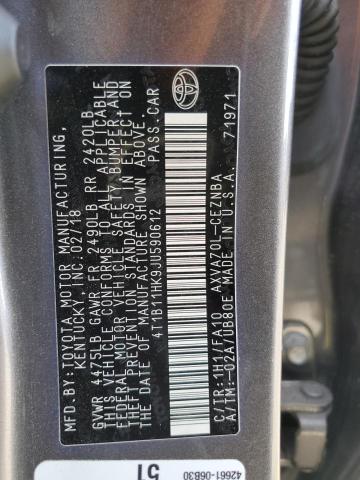 MFD. BY:TOYOTA MOTOR MANUFACTURING,
KENTUCKY, INC. 02/18
GVWR 4475LB GAWR FR 2490LB RR 2420LB
THIS VEHICLE CONFORMS TO ALL APPLICABLE
FEDERAL MOTOR VEHICLE SAFETY, BUMPER, AND
THEFT PREVENTION STANDARDS IN EFFECT ON
THE DATE OF MANUFACTURE SHOWN ABOVE.
4T1B11HK9JU590612 PASS.CAR
C/TR:1H1/FA10 AXVA70L-CEZNBA
A/TM:-02A/UB80E MADE IN U.S.A. 71971
42661-06B30
51